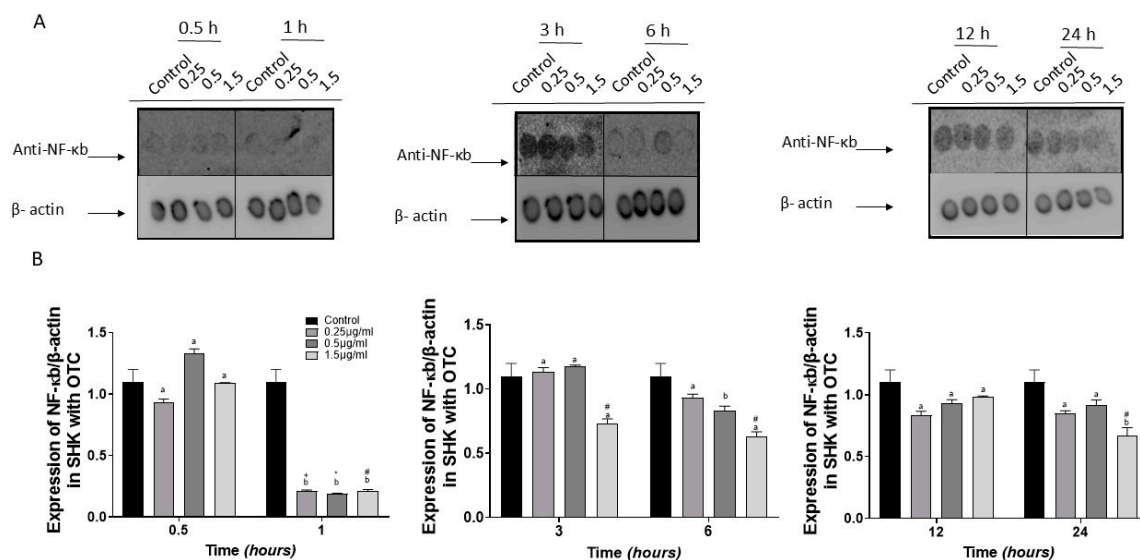 A
0.5 h
1 h
Control
0.25
0.5
1.5
Control
0.25
0.5
1.5
Anti-NF-κb
β- actin
3 h
6 h
Control
0.25
0.5
1.5
Control
0.25
0.5
1.5
Anti-NF-κb
β- actin
12 h
24 h
Control
0.25
0.5
1.5
Control
0.25
0.5
1.5
Anti-NF-κb
β- actin
B
Expression of NF-κb/β-actin
in SHK with OTC
1.5
1.0
0.5
0.0
Control
0.25µg/ml
0.5µg/ml
1.5µg/ml
a
a
a
+
b
*
b
#
b
0.5
1
Time (hours)
Expression of NF-κb/β-actin
in SHK with OTC
1.5
1.0
0.5
0.0
a
a
#
a
a
b
#
a
3
6
Time (hours)
Expression of NF-κb/β-actin
in SHK with OTC
1.5
1.0
0.5
0.0
a
a
a
a
a
#
b
12
24
Time (hours)